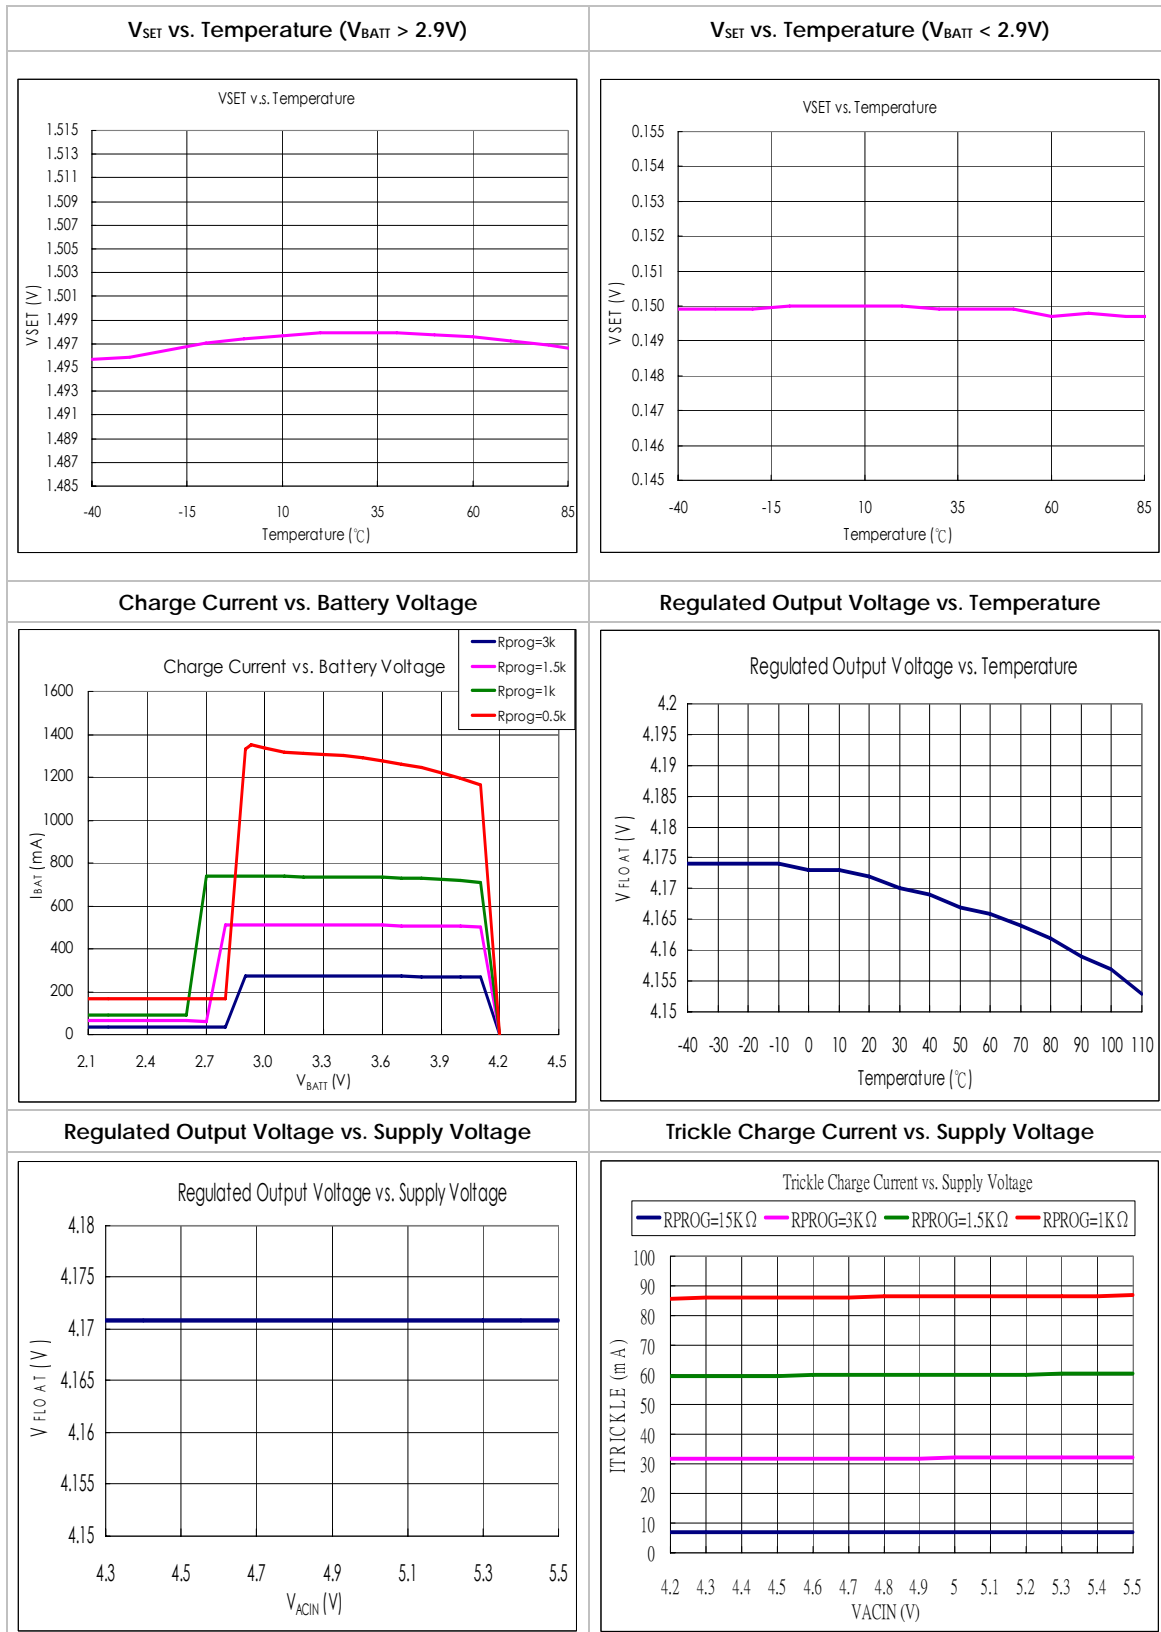 VSET vs. Temperature (VBATT > 2.9V)
VSET vs. Temperature (VBATT < 2.9V)
VSET v.s. Temperature
VSET (V)
1.515
1.513
1.511
1.509
1.507
1.505
1.503
1.501
1.499
1.497
1.495
1.493
1.491
1.489
1.487
1.485
-40 -15 10 35 60 85
Temperature (℃)
VSET vs. Temperature
VSET (V)
0.155
0.154
0.153
0.152
0.151
0.150
0.149
0.148
0.147
0.146
0.145
-40 -15 10 35 60 85
Temperature (℃)
Charge Current vs. Battery Voltage
Regulated Output Voltage vs. Temperature
Charge Current vs. Battery Voltage
Rprog=3k
Rprog=1.5k
Rprog=1k
Rprog=0.5k
IBAT (mA)
1600
1400
1200
1000
800
600
400
200
0
2.1 2.4 2.7 3.0 3.3 3.6 3.9 4.2 4.5
VBATT (V)
Regulated Output Voltage vs. Temperature
V FLOAT (V)
4.2
4.195
4.19
4.185
4.18
4.175
4.17
4.165
4.16
4.155
4.15
-40 -30 -20 -10 0 10 20 30 40 50 60 70 80 90 100 110
Temperature (℃)
Regulated Output Voltage vs. Supply Voltage
Trickle Charge Current vs. Supply Voltage
Regulated Output Voltage vs. Supply Voltage
V FLOAT (V)
4.18
4.175
4.17
4.165
4.16
4.155
4.15
4.3 4.5 4.7 4.9 5.1 5.3 5.5
VACIN (V)
Trickle Charge Current vs. Supply Voltage
RPROG=15KΩ RPROG=3KΩ RPROG=1.5KΩ RPROG=1KΩ
ITRICKLE (mA)
100
90
80
70
60
50
40
30
20
10
0
4.2 4.3 4.4 4.5 4.6 4.7 4.8 4.9 5 5.1 5.2 5.3 5.4 5.5
VACIN (V)